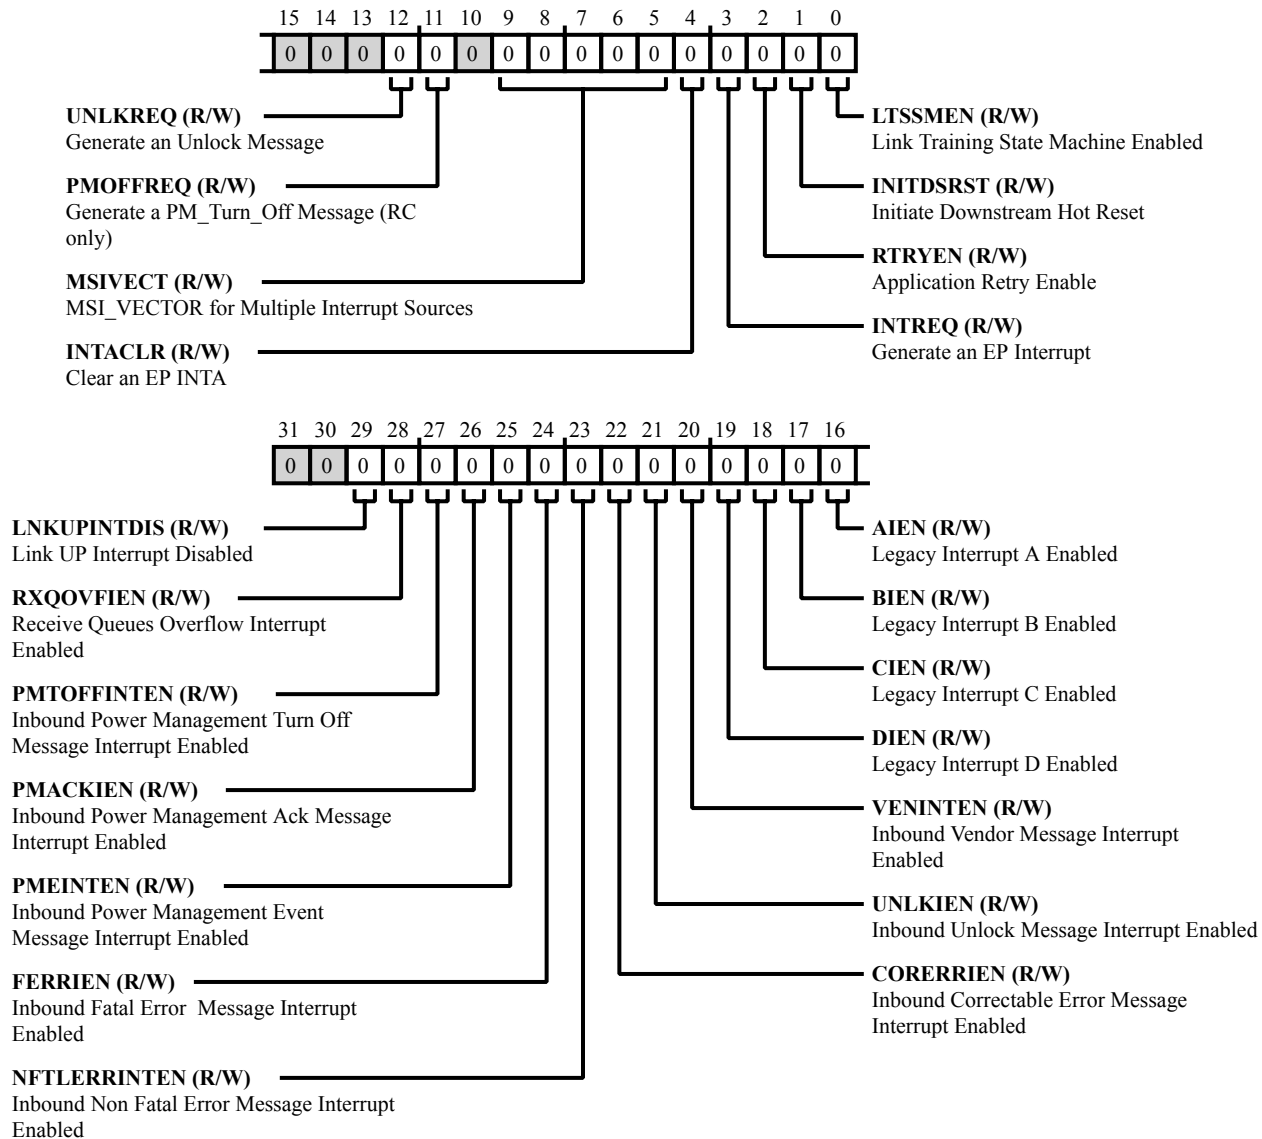 15 14 13 12 11 10 9 8 7 6 5 4 3 2 1 0
0 0 0 0 0 0 0 0 0 0 0 0 0 0 0 0
UNLKREQ (R/W)
Generate an Unlock Message
PMOFFREQ (R/W)
Generate a PM_Turn_Off Message (RC
only)
MSIVECT (R/W)
MSI_VECTOR for Multiple Interrupt Sources
INTACLR (R/W)
Clear an EP INTA
LTSSMEN (R/W)
Link Training State Machine Enabled
INITDSRST (R/W)
Initiate Downstream Hot Reset
RTRYEN (R/W)
Application Retry Enable
INTREQ (R/W)
Generate an EP Interrupt
31 30 29 28 27 26 25 24 23 22 21 20 19 18 17 16
0 0 0 0 0 0 0 0 0 0 0 0 0 0 0 0
LNKUPINTDIS (R/W)
Link UP Interrupt Disabled
RXQOVFIEN (R/W)
Receive Queues Overflow Interrupt
Enabled
PMTOFFINTEN (R/W)
Inbound Power Management Turn Off
Message Interrupt Enabled
PMACKIEN (R/W)
Inbound Power Management Ack Message
Interrupt Enabled
PMEINTEN (R/W)
Inbound Power Management Event
Message Interrupt Enabled
FERRIEN (R/W)
Inbound Fatal Error Message Interrupt
Enabled
NFTLERRINTEN (R/W)
Inbound Non Fatal Error Message Interrupt
Enabled
AIEN (R/W)
Legacy Interrupt A Enabled
BIEN (R/W)
Legacy Interrupt B Enabled
CIEN (R/W)
Legacy Interrupt C Enabled
DIEN (R/W)
Legacy Interrupt D Enabled
VENINTEN (R/W)
Inbound Vendor Message Interrupt
Enabled
UNLKIEN (R/W)
Inbound Unlock Message Interrupt Enabled
CORERRIEN (R/W)
Inbound Correctable Error Message
Interrupt Enabled